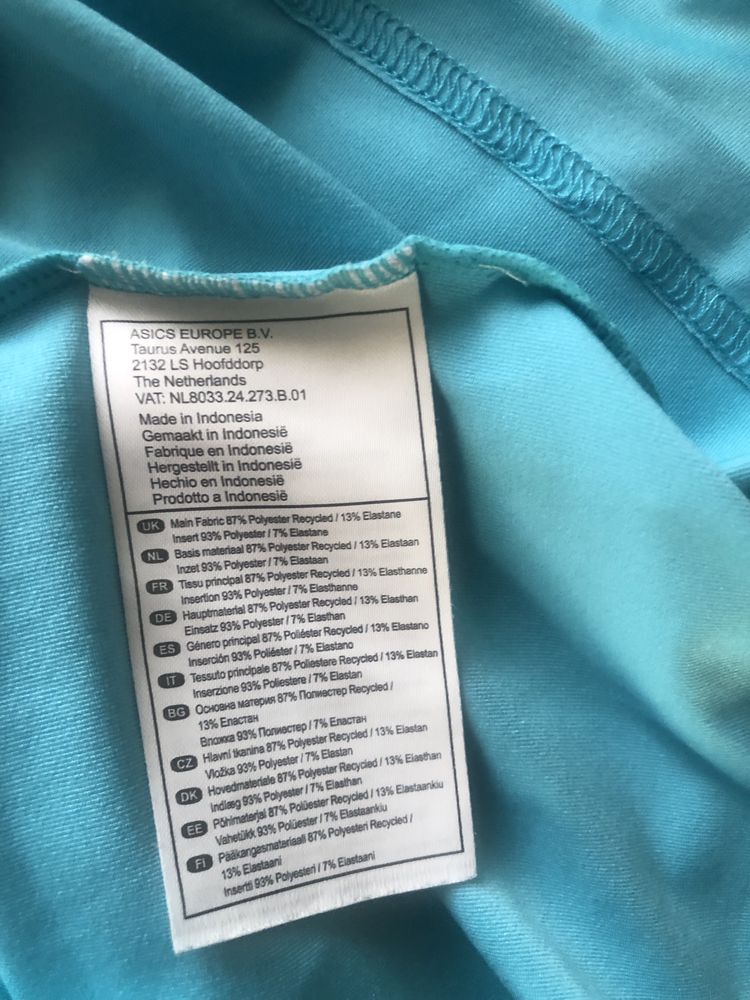 ASICS EUROPE B.V.
Taurus Avenue 125
2132 LS Hoofddorp
The Netherlands
VAT: NL8033.24.273.B.01
Made in Indonesia
Gemaakt in Indonesië
Fabrique en Indonesië
Hergestellt in Indonesië
Hechio en Indonesië
Prodotto a Indonesië
UK Main Fabric 87% Polyester Recycled / 13% Elastane
Insert 93% Polyester / 7% Elastane
NL Basis materiaal 87% Polyester Recycled / 13% Elastaan
Inzet 93% Polyester / 7% Elastaan
FR Tissu principal 87% Polyester Recycled / 13% Elasthanne
Insertion 93% Polyester / 7% Elasthanne
DE Hauptmaterial 87% Polyester Recycled / 13% Elasthan
Einsatz 93% Polyester / 7% Elasthan
ES Género principal 87% Poliéster Recycled / 13% Elastano
Inserción 93% Poliéster / 7% Elastano
IT Tessuto principale 87% Poliestere Recycled / 13% Elastan
Inserzione 93% Poliestere / 7% Elastan
BG Основна материя 87% Полиестер Recycled /
13% Еластан
Вложка 93% Полиестер / 7% Еластан
CZ Hlavní tkanina 87% Polyester Recycled / 13% Elastan
Vložka 93% Polyester / 7% Elastan
DK Hovedmateriale 87% Polyester Recycled / 13% Elasthan
Indlæg 93% Polyester / 7% Elasthan
EE Põhimaterjal 87% Polüester Recycled / 13% Elastaankiu
Vahetükk 93% Polüester / 7% Elastaankiu
FI Pääkangasmateriaali 87% Polyesteri Recycled /
13% Elastaani
Insertti 93% Polyesteri / 7% Elastaani